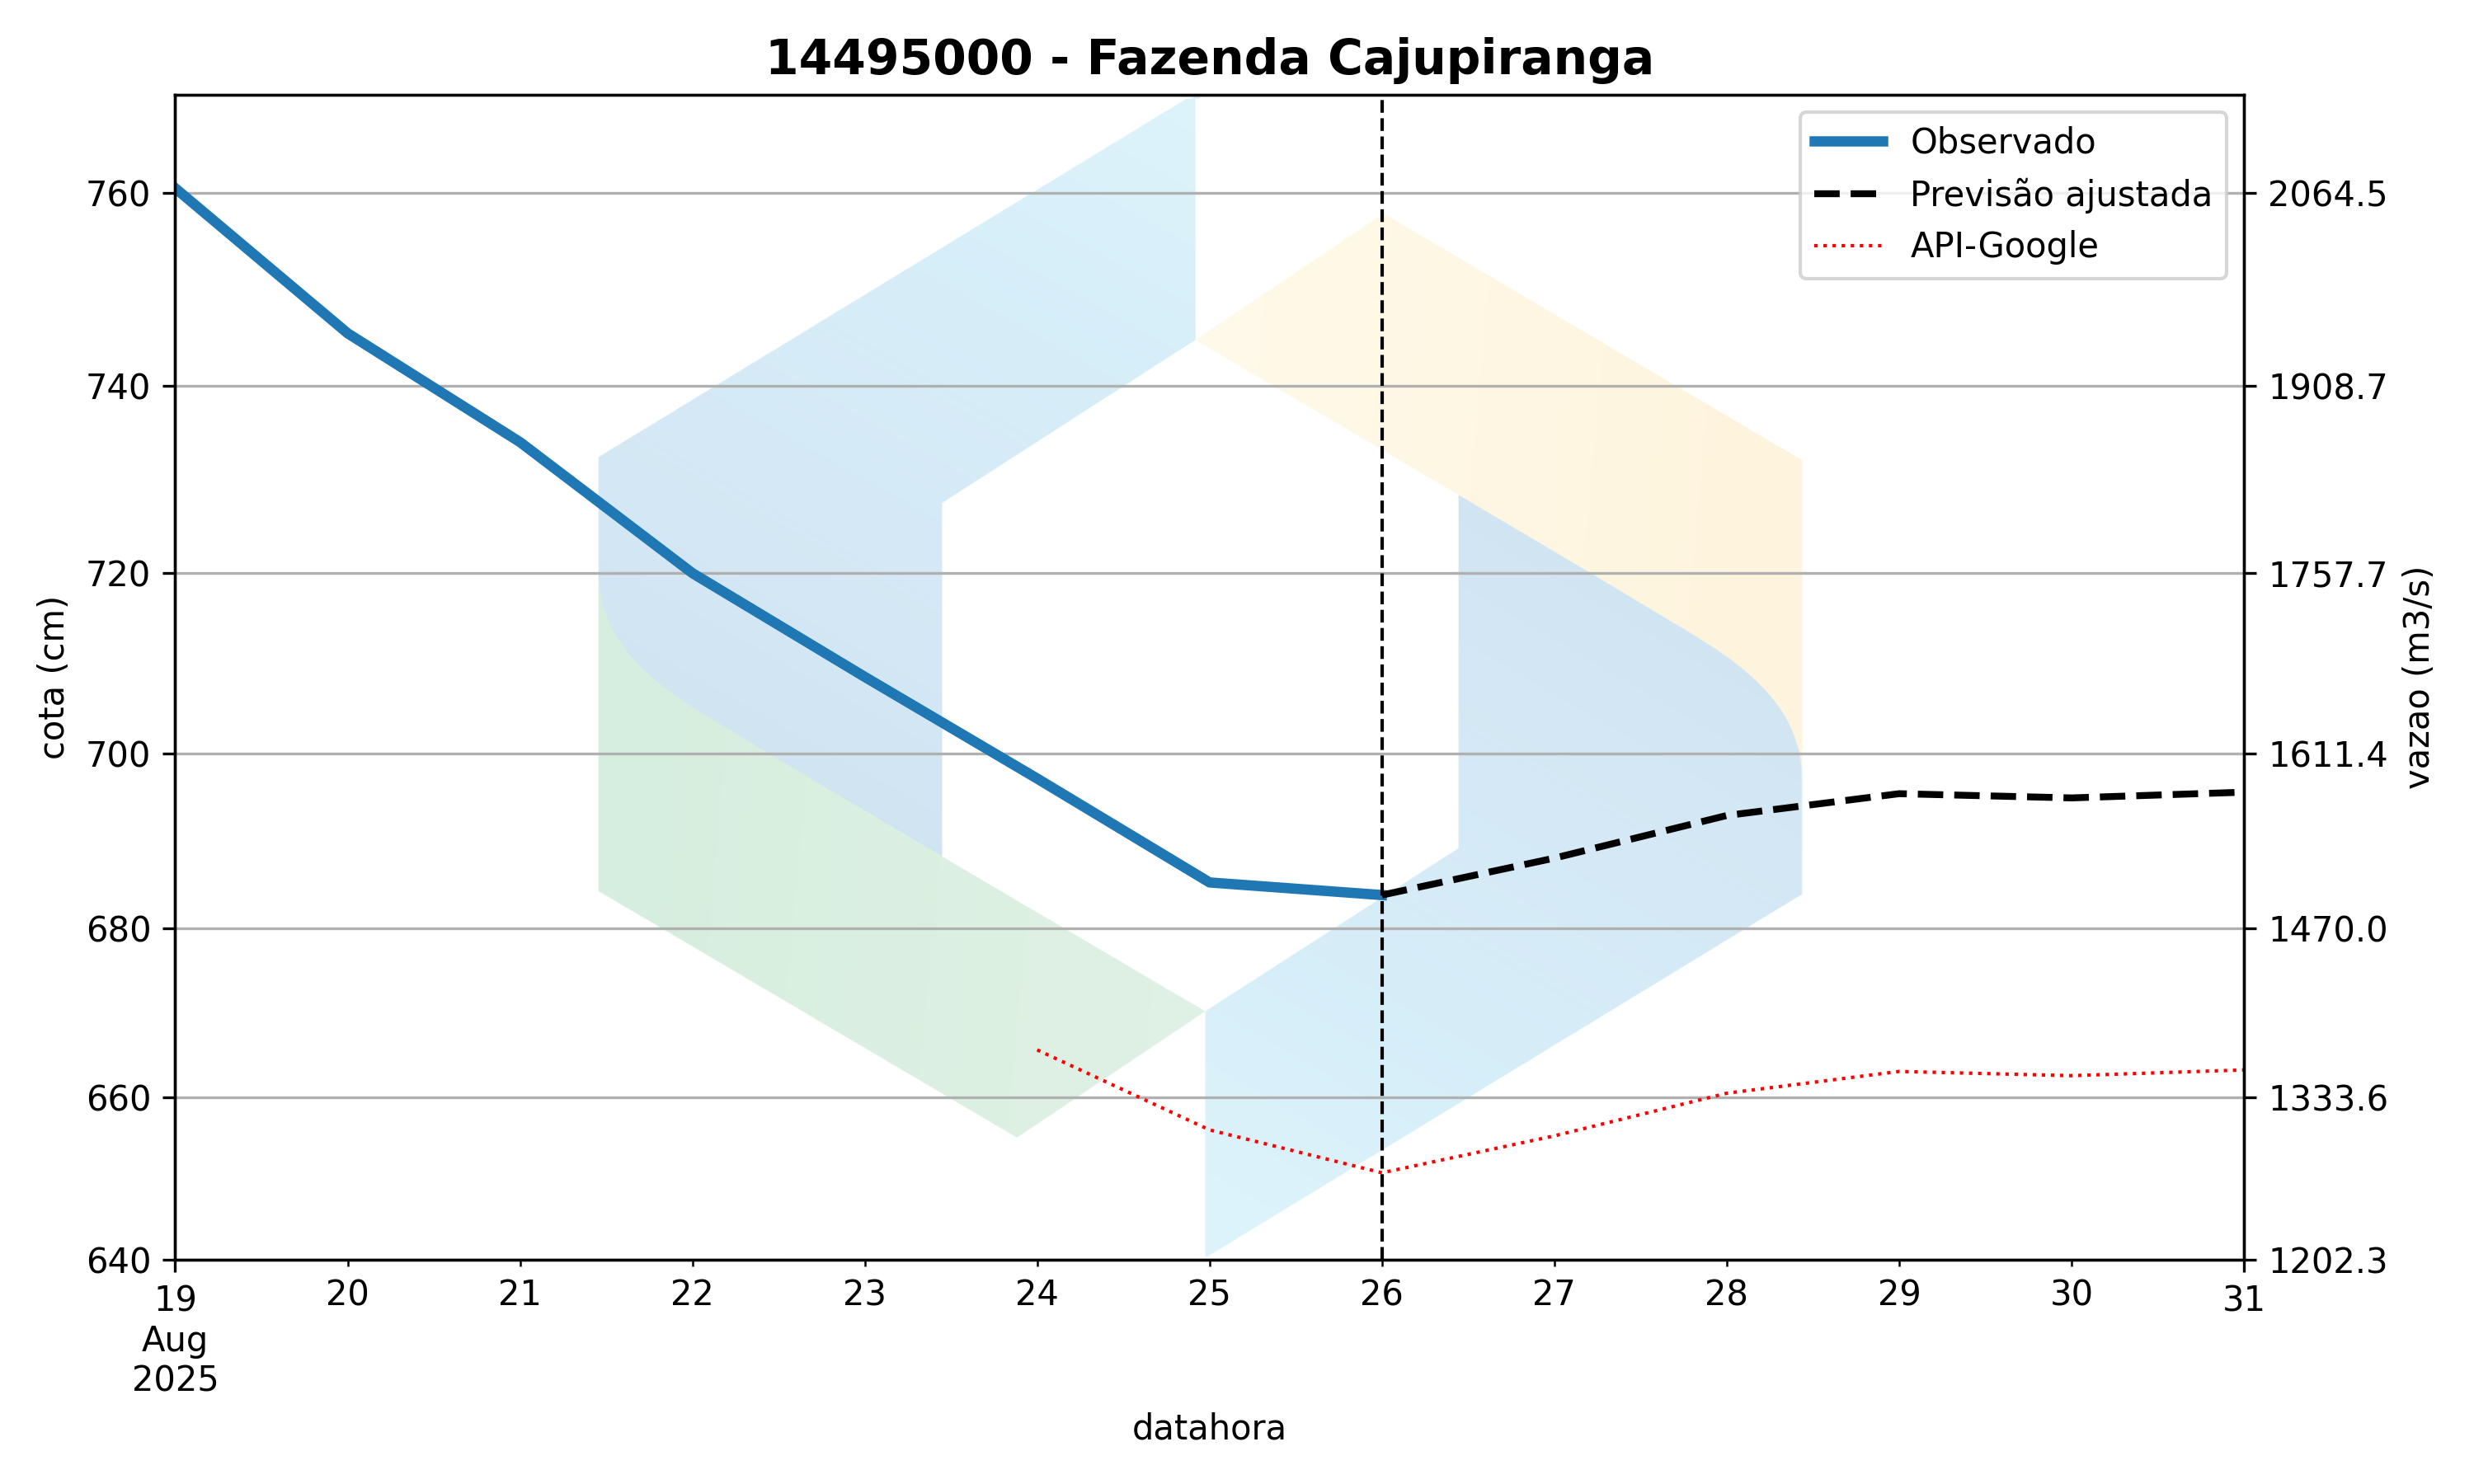 14495000 - Fazenda Cajupiranga
Observado
Previsão ajustada
API-Google
760
740
720
700
680
660
640
cota (cm)
2064.5
1908.7
1757.7
1611.4
1470.0
1333.6
1202.3
vazao (m3/s)
19 20 21 22 23 24 25 26 27 28 29 30 31
Aug
2025
datahora